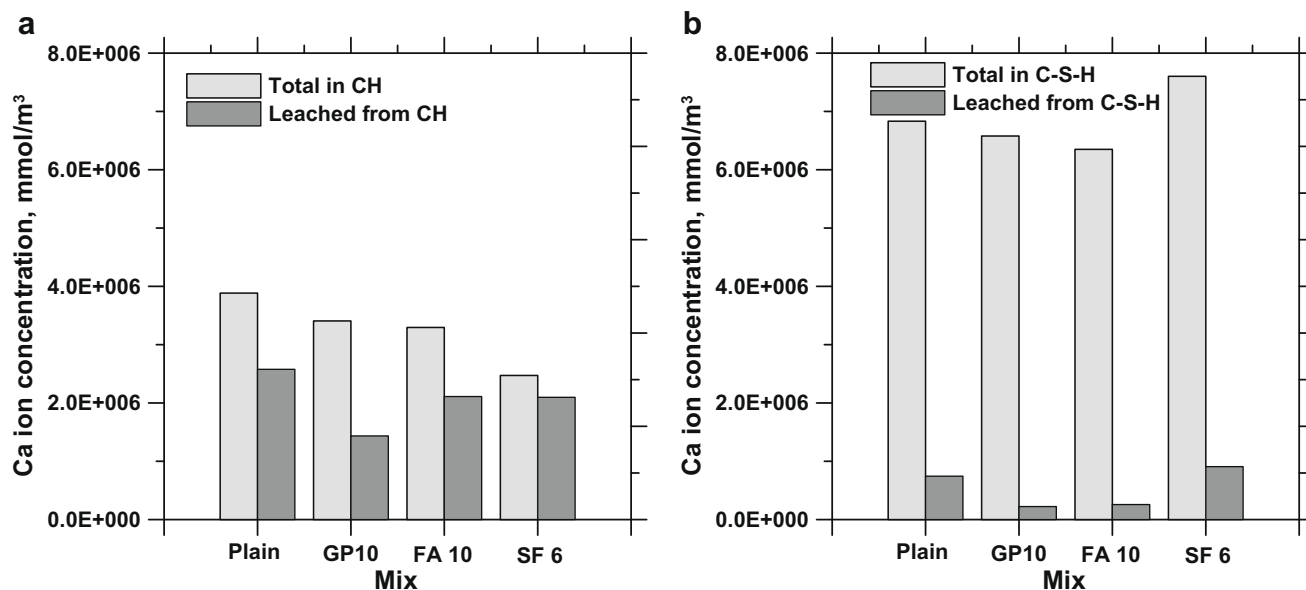 a
Ca ion concentration, mmol/m³
8.0E+006
6.0E+006
4.0E+006
2.0E+006
0.0E+000
Total in CH
Leached from CH
Plain
GP10
FA 10
SF 6
Mix
b
Ca ion concentration, mmol/m³
8.0E+006
6.0E+006
4.0E+006
2.0E+006
0.0E+000
Total in C-S-H
Leached from C-S-H
Plain
GP10
FA 10
SF 6
Mix